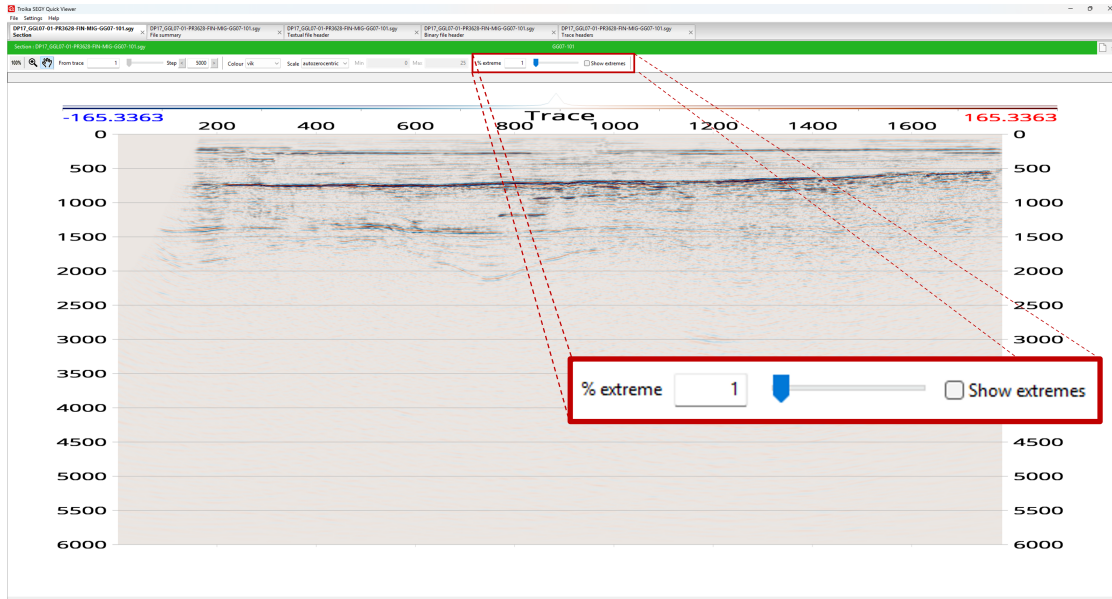 Troika SEGY Quick Viewer
File Settings Help
DP17_GGL07-01-PR3628-FIN-MIG-GG07-101.sgy
Section
DP17_GGL07-01-PR3628-FIN-MIG-GG07-101.sgy
File summary
DP17_GGL07-01-PR3628-FIN-MIG-GG07-101.sgy
Textual file header
DP17_GGL07-01-PR3628-FIN-MIG-GG07-101.sgy
Binary file header
DP17_GGL07-01-PR3628-FIN-MIG-GG07-101.sgy
Trace headers
Section : DP17_GGL07-01-PR3628-FIN-MIG-GG07-101.sgy GG07-101
100% From trace 1 Step < 5000 > Colour vik Scale autozerocentric Min 0 Max 25 % extreme 1 Show extremes
-165.3363 Trace 165.3363
200 400 600 800 1000 1200 1400 1600
0 0
500 500
1000 1000
1500 1500
2000 2000
2500 2500
3000 3000
3500
% extreme 1 Show extremes
4000
4500 4500
5000 5000
5500 5500
6000 6000